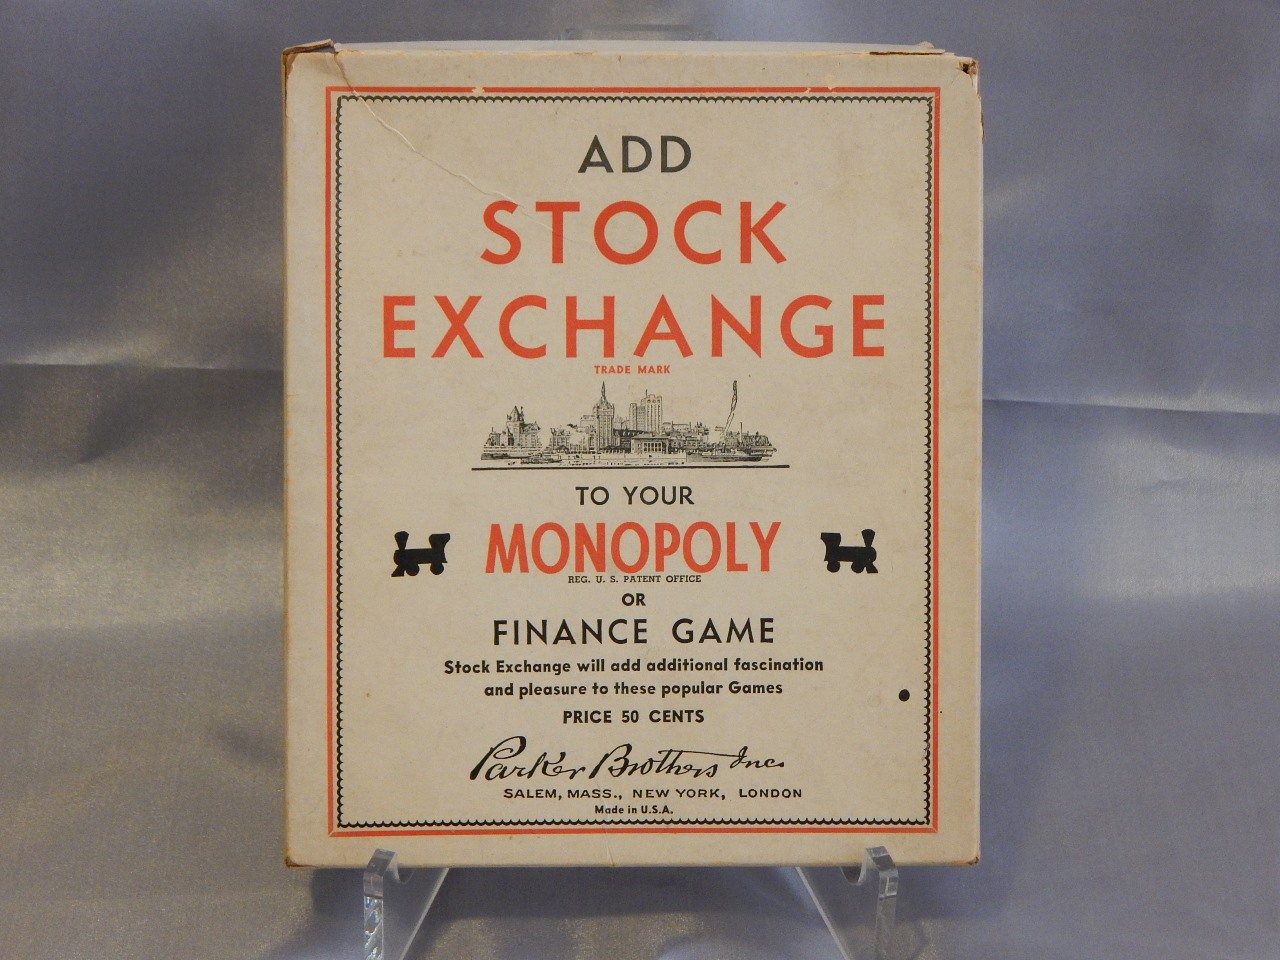 ADD
STOCK
EXCHANGE
TRADE MARK
TO YOUR
MONOPOLY
REG. U. S. PATENT OFFICE
OR
FINANCE GAME
Stock Exchange will add additional fascination
and pleasure to these popular Games
PRICE 50 CENTS
Parker Brothers Inc.
SALEM, MASS., NEW YORK, LONDON
Made in U.S.A.